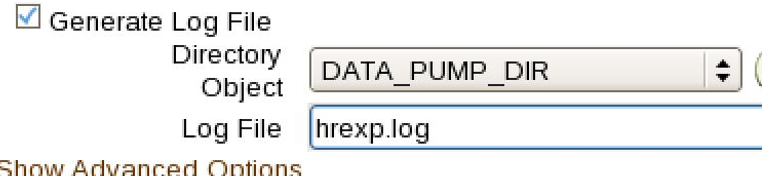 Generate Log File
Directory
Object
DATA_PUMP_DIR
Log File
hrexp.log
Show Advanced Options